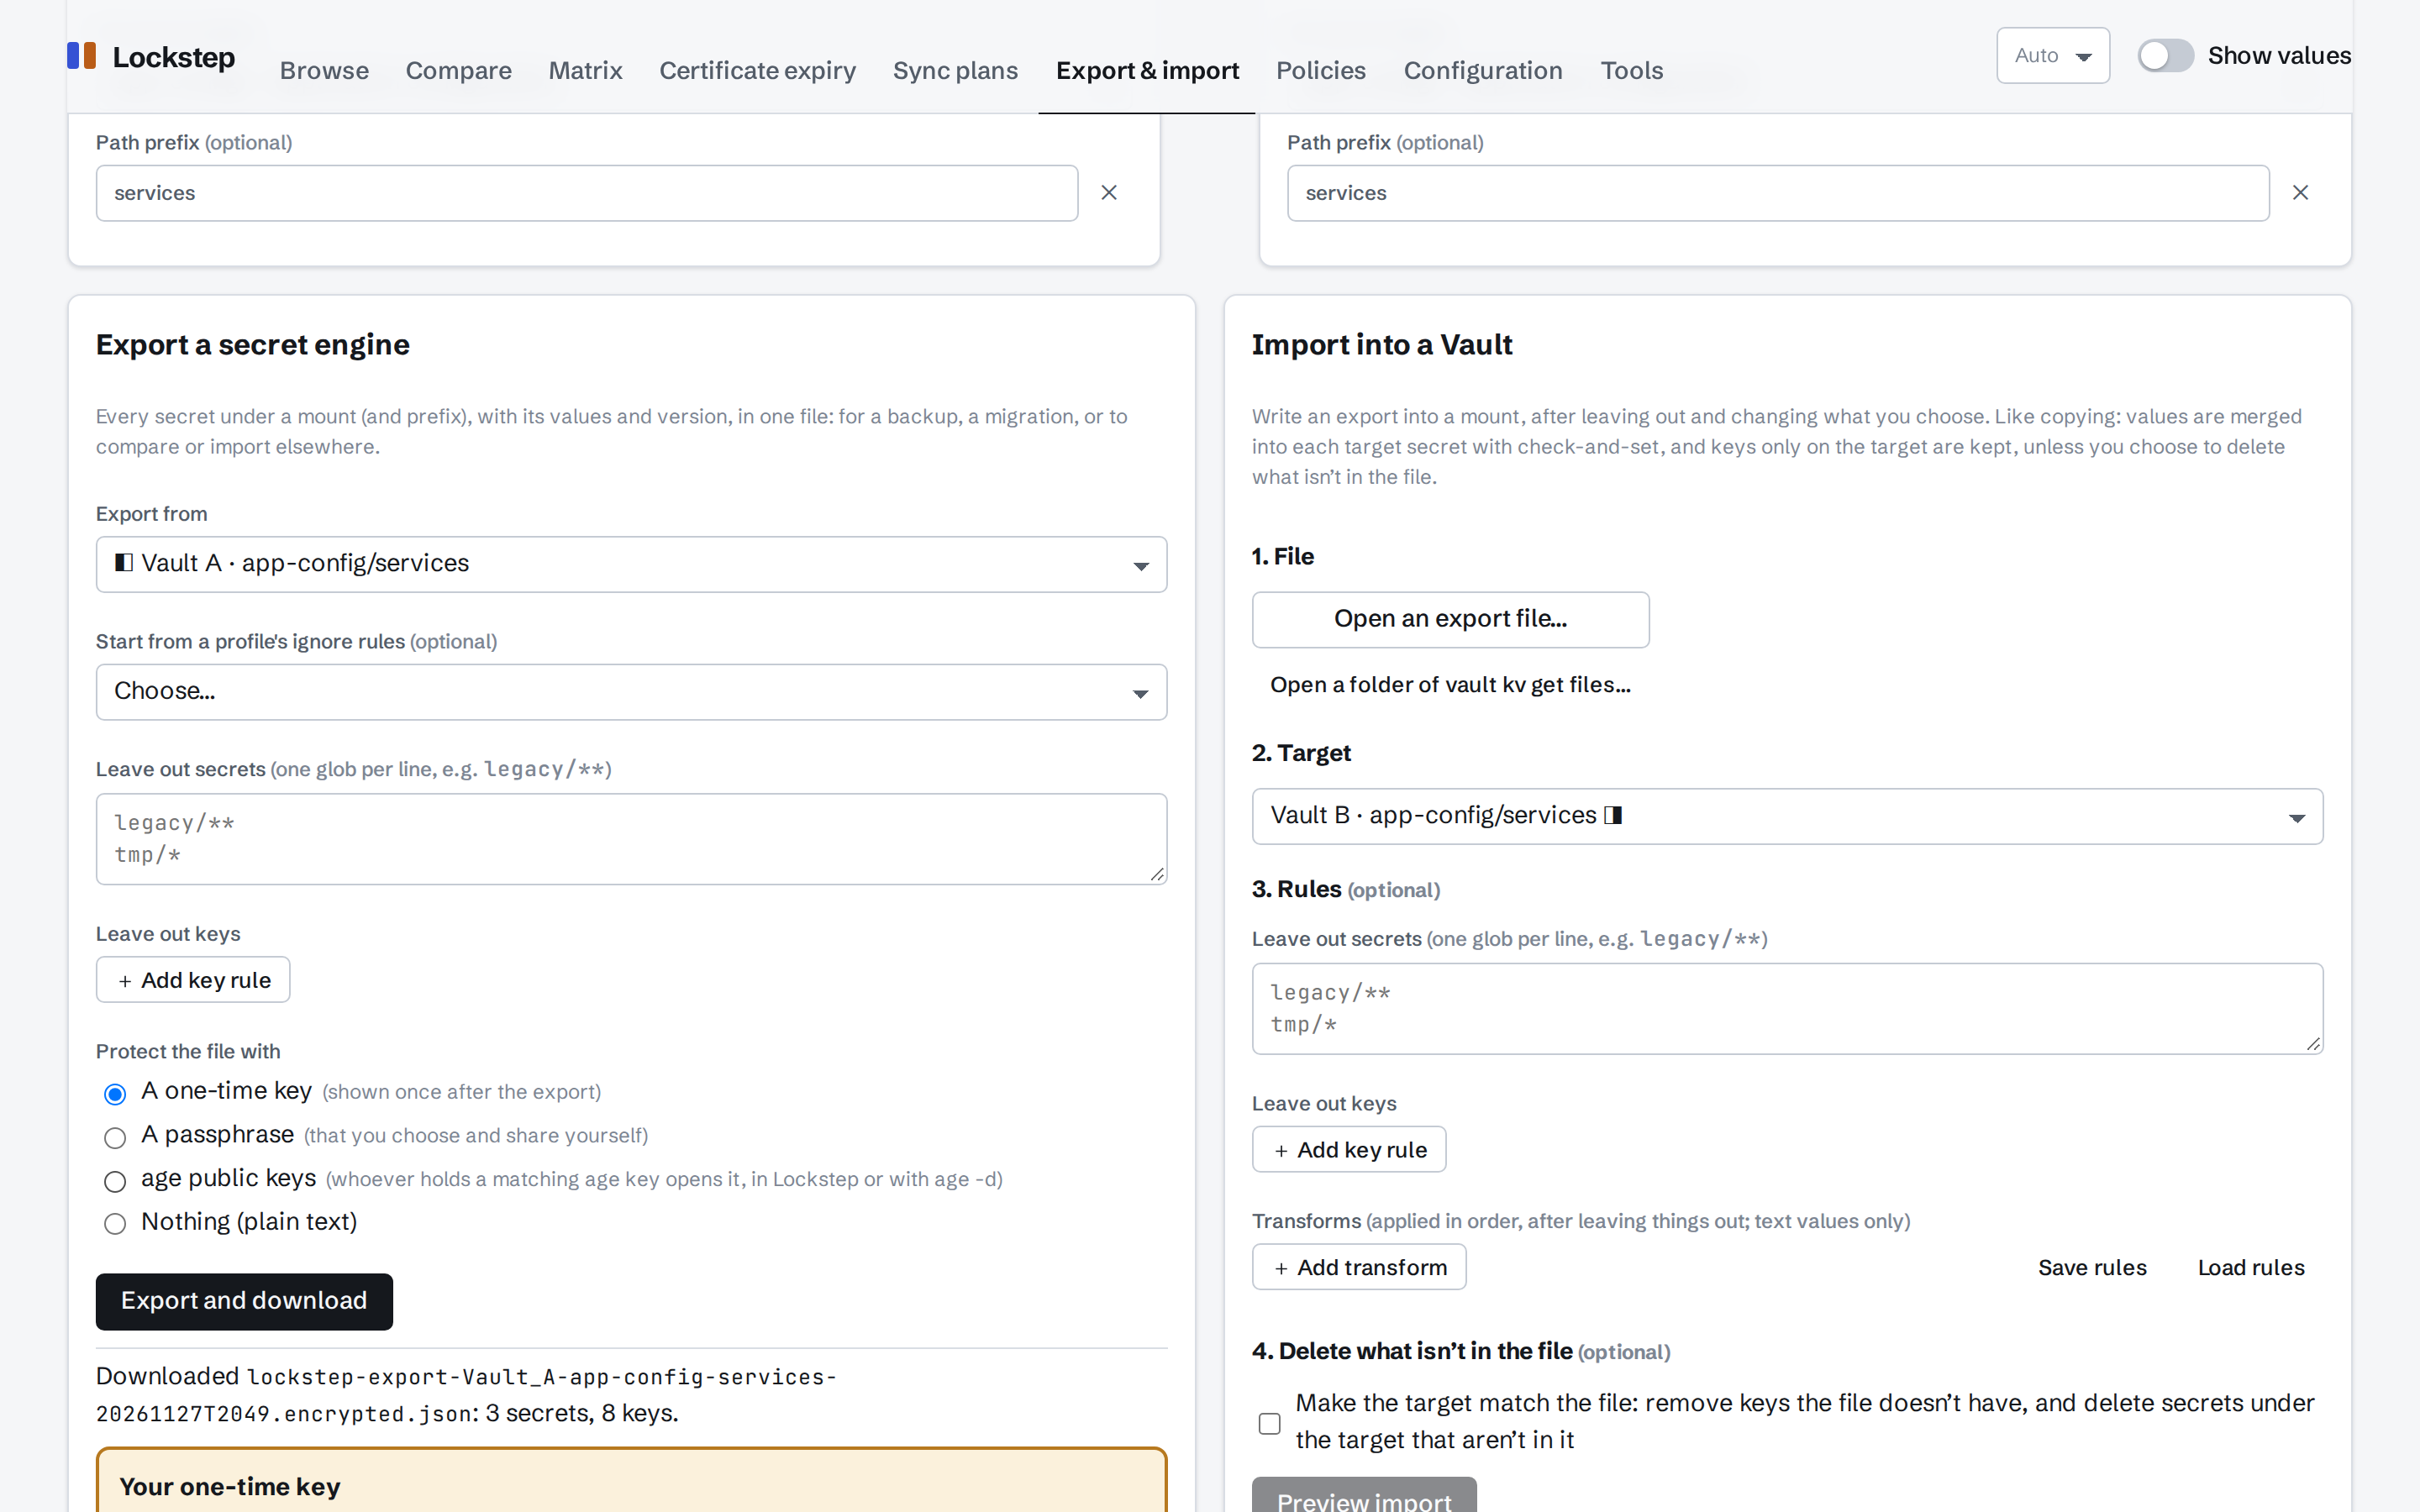 Lockstep
Browse
Compare
Matrix
Certificate expiry
Sync plans
Export & import
Policies
Configuration
Tools
Auto
Show values
Path prefix (optional)
services
Path prefix (optional)
services
Export a secret engine
Every secret under a mount (and prefix), with its values and version, in one file: for a backup, a migration, or to
compare or import elsewhere.
Export from
Vault A · app-config/services
Start from a profile's ignore rules (optional)
Choose...
Leave out secrets (one glob per line, e.g. legacy/**)
legacy/**
tmp/*
Leave out keys
+ Add key rule
Protect the file with
A one-time key (shown once after the export)
A passphrase (that you choose and share yourself)
age public keys (whoever holds a matching age key opens it, in Lockstep or with age -d)
Nothing (plain text)
Export and download
Downloaded lockstep-export-Vault_A-app-config-services-
20261127T2049.encrypted.json: 3 secrets, 8 keys.
Your one-time key
Import into a Vault
Write an export into a mount, after leaving out and changing what you choose. Like copying: values are merged
into each target secret with check-and-set, and keys only on the target are kept, unless you choose to delete
what isn’t in the file.
1. File
Open an export file...
Open a folder of vault kv get files...
2. Target
Vault B · app-config/services
3. Rules (optional)
Leave out secrets (one glob per line, e.g. legacy/**)
legacy/**
tmp/*
Leave out keys
+ Add key rule
Transforms (applied in order, after leaving things out; text values only)
+ Add transform
Save rules
Load rules
4. Delete what isn’t in the file (optional)
Make the target match the file: remove keys the file doesn’t have, and delete secrets under
the target that aren’t in it
Preview import